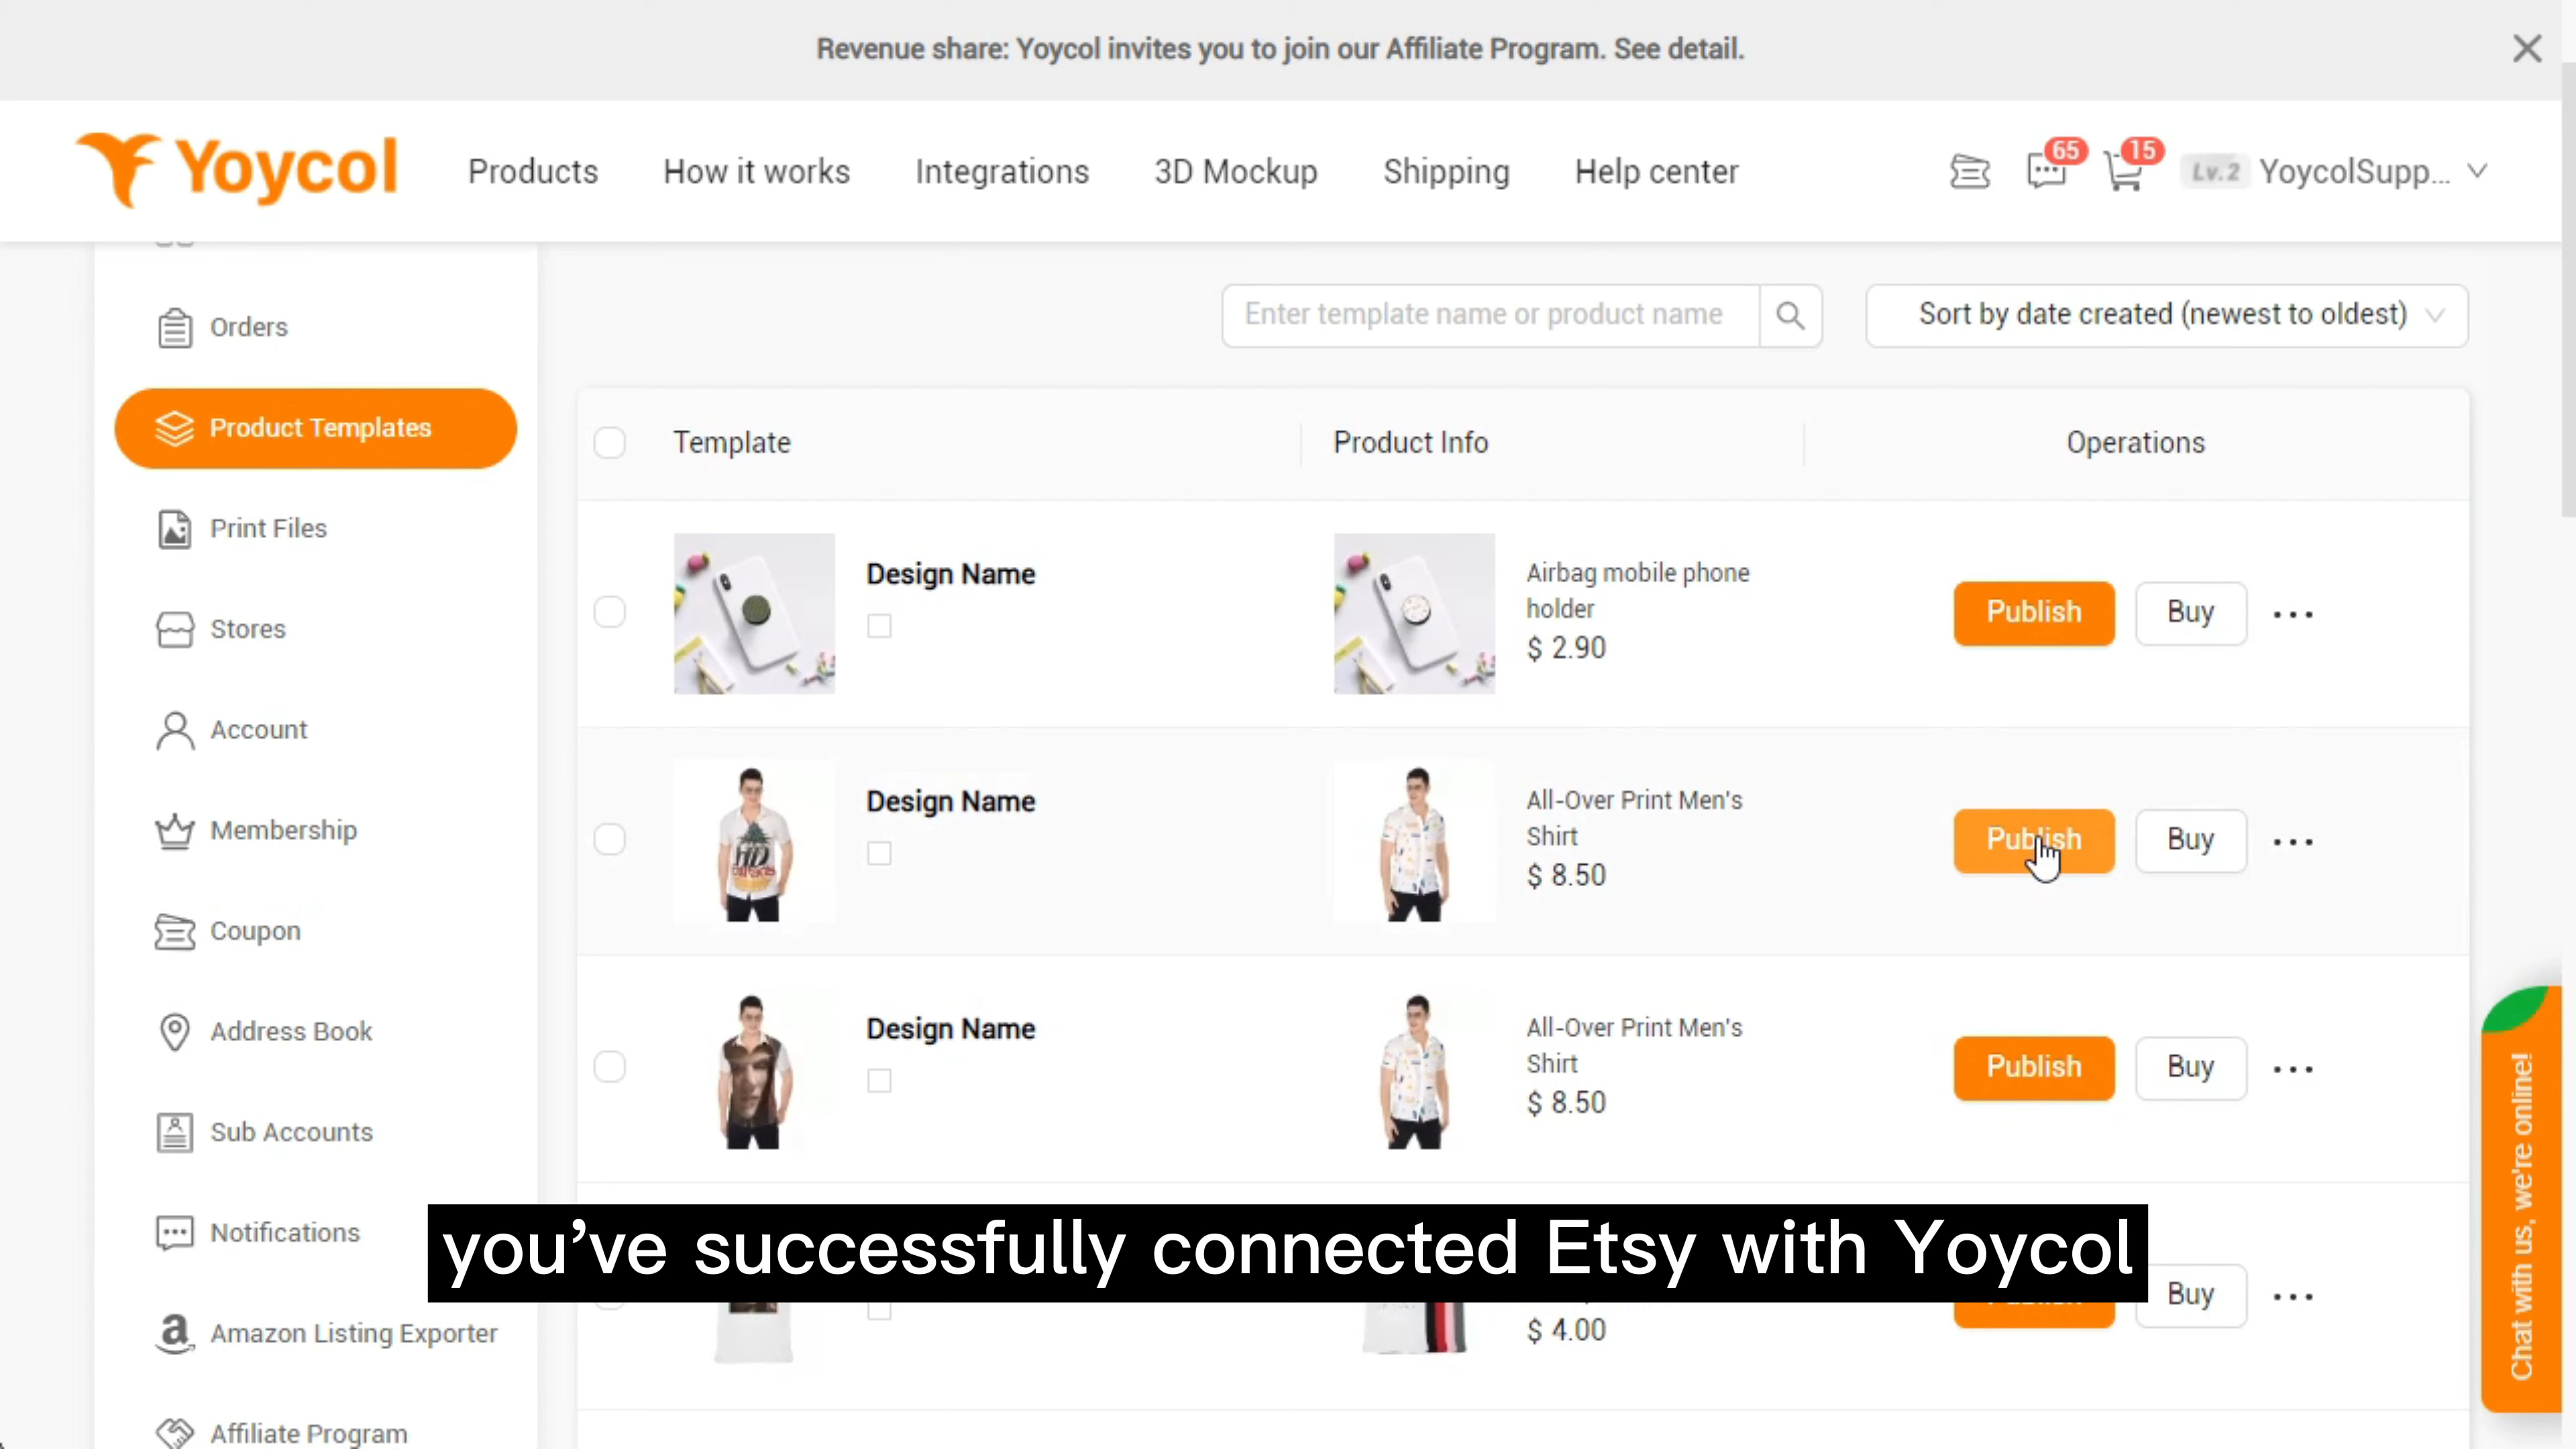 Revenue share: Yoycol invites you to join our Affiliate Program. See detail.
Yoycol
Products
How it works
Integrations
3D Mockup
Shipping
Help center
65
15
Lv.2
YoycolSupp...
Orders
Product Templates
Print Files
Stores
Account
Membership
Coupon
Address Book
Sub Accounts
Notifications
Amazon Listing Exporter
Affiliate Program
Enter template name or product name
Sort by date created (newest to oldest)
Template
Product Info
Operations
Design Name
Airbag mobile phone
holder
$ 2.90
Publish
Buy
Design Name
All-Over Print Men's
Shirt
$ 8.50
Publish
Buy
Design Name
All-Over Print Men's
Shirt
$ 8.50
Publish
Buy
$ 4.00
Buy
you’ve successfully connected Etsy with Yoycol
Chat with us, we're online!